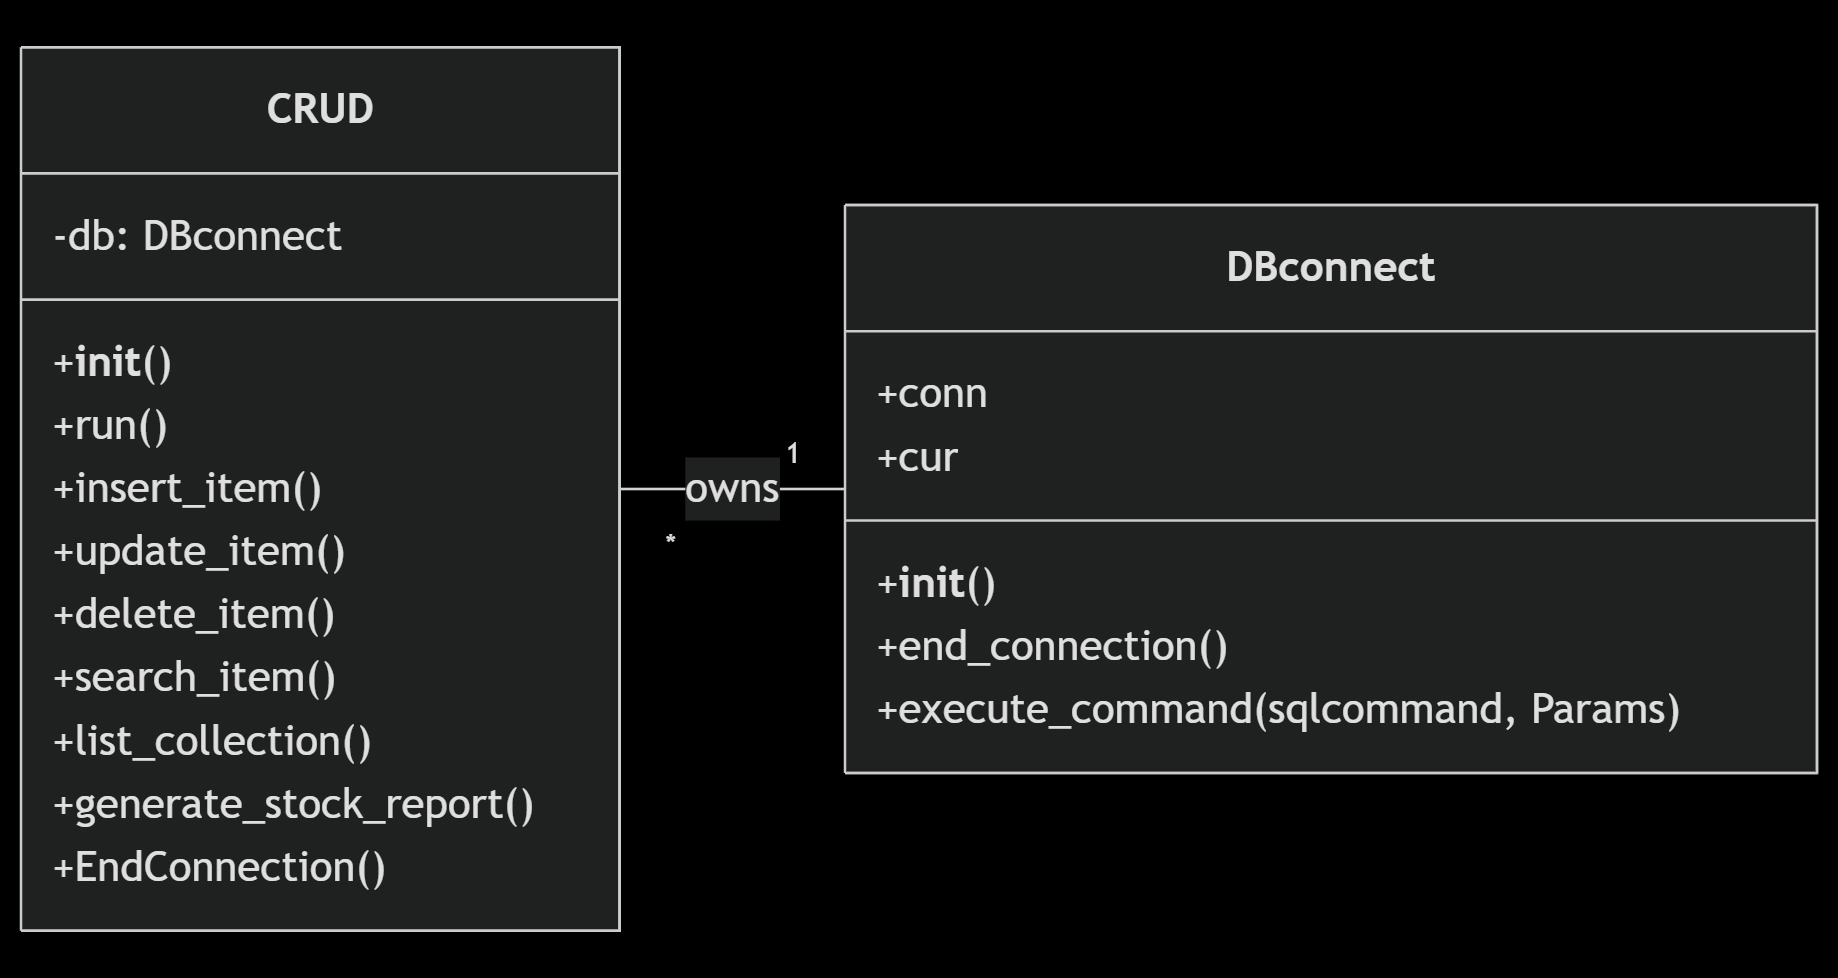 CRUD
-db: DBconnect
+init()
+run()
+insert_item()
+update_item()
+delete_item()
+search_item()
+list_collection()
+generate_stock_report()
+EndConnection()
*
owns
1
DBconnect
+conn
+cur
+init()
+end_connection()
+execute_command(sqlcommand, Params)